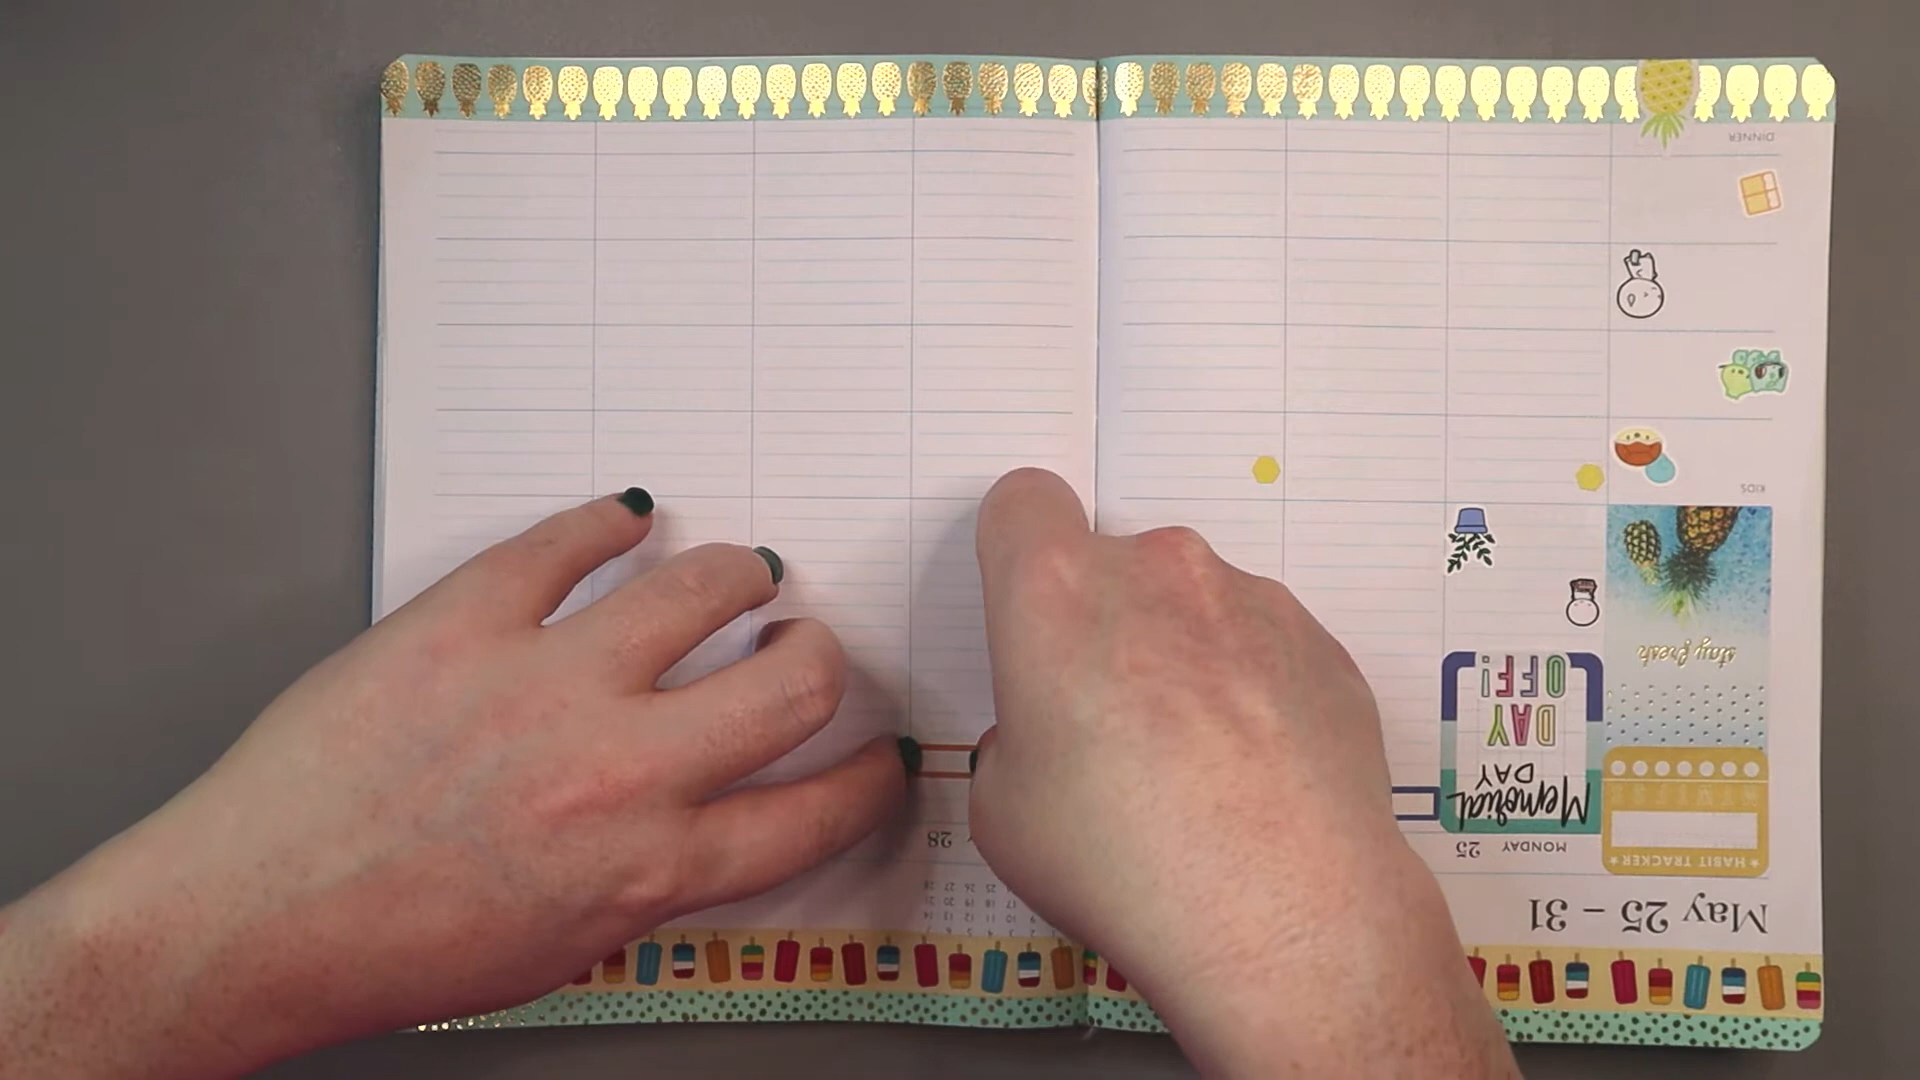 May 25 – 31
★ HABIT TRACKER ★
MONDAY 25
28
Memorial
DAY
DAY
OFF!
stay fresh
KIDS
DINNER